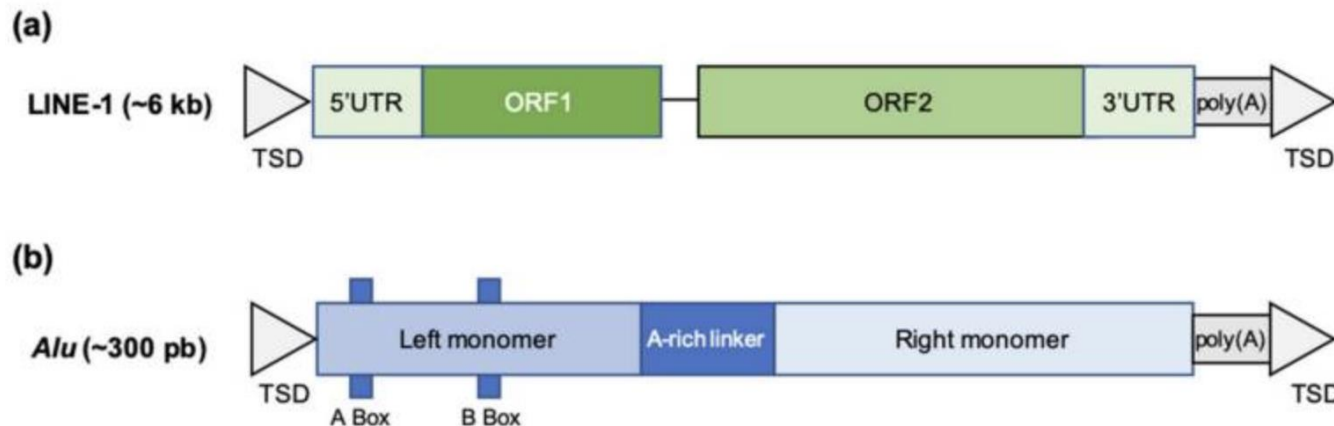 (a)
LINE-1 (~6 kb)
5'UTR
ORF1
ORF2
3'UTR
poly(A)
TSD
TSD
(b)
Alu (~300 pb)
Left monomer
A-rich linker
Right monomer
poly(A)
TSD
TSD
A Box
B Box